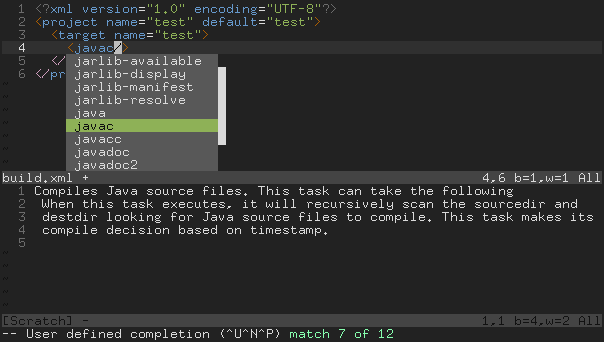 1 <?xml version="1.0" encoding="UTF-8"?>
2 <project name="test" default="test">
3 <target name="test">
4 <javac/>
5 </
6 </pr
jarlib-available
jarlib-display
jarlib-manifest
jarlib-resolve
java
javac
javacc
javadoc
javadoc2
build.xml + 4,6 b=1,w=1 All
1 Compiles Java source files. This task can take the following
2 When this task executes, it will recursively scan the sourcedir and
3 destdir looking for Java source files to compile. This task makes its
4 compile decision based on timestamp.
5
[Scratch] - 1,1 b=4,w=2 All
-- User defined completion (^U^N^P) match 7 of 12